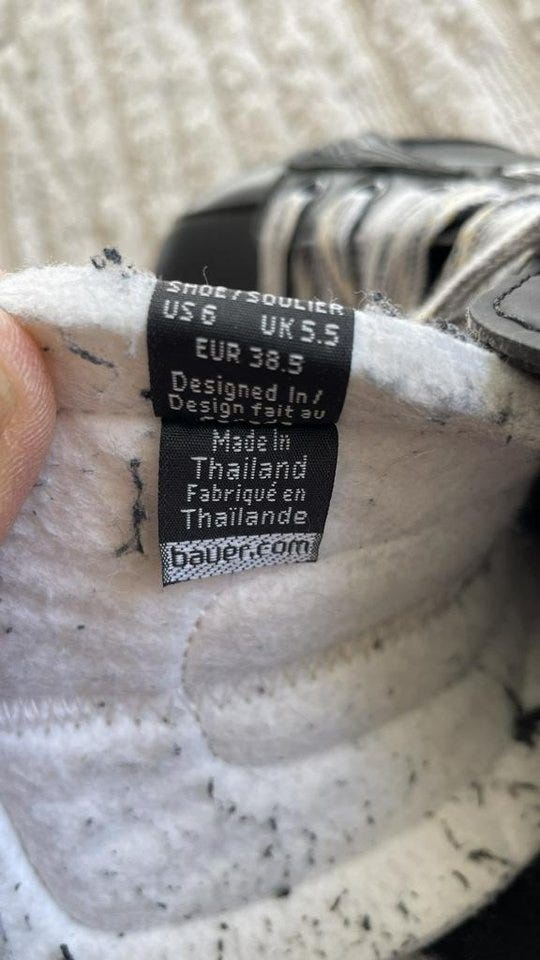 SHOE/SOULIER
US 6 UK 5.5
EUR 38.5
Designed In/
Design fait au
Made in
Thailand
Fabriqué en
Thaïlande
bauer.com